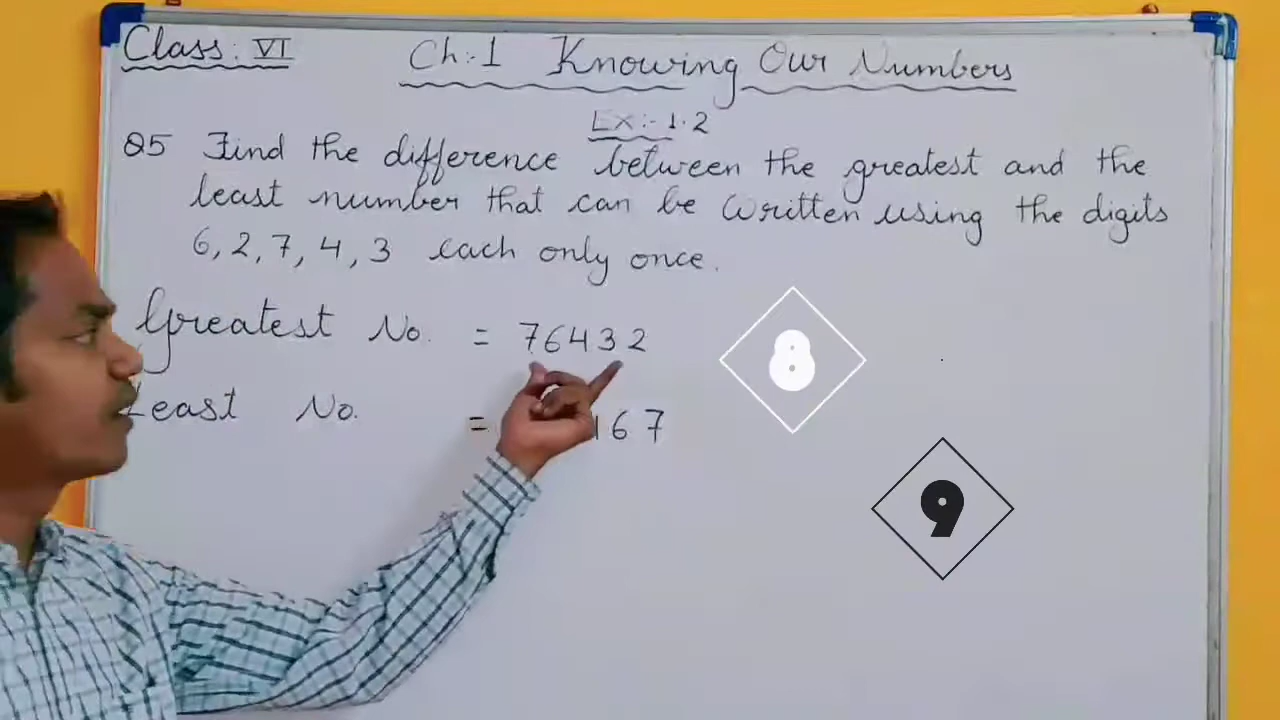 Class: VI
Ch:-1 Knowing Our Numbers
Ex:- 1.2
Q5 Find the difference between the greatest and the
least number that can be written using the digits
6, 2, 7, 4, 3 each only once.
Greatest No. = 76432
8
Least No. = 67
9